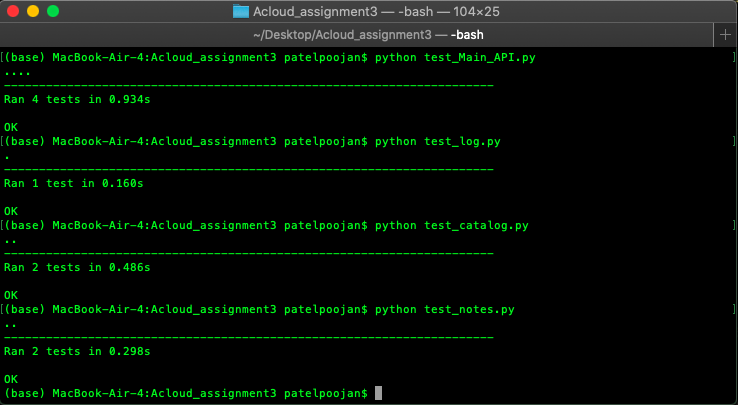 Acloud_assignment3 — -bash — 104×25
~/Desktop/Acloud_assignment3 — -bash +
[(base) MacBook-Air-4:Acloud_assignment3 patelpoojan$ python test_Main_API.py ]
....
----------------------------------------------------------------------
Ran 4 tests in 0.934s
OK
[(base) MacBook-Air-4:Acloud_assignment3 patelpoojan$ python test_log.py ]
.
----------------------------------------------------------------------
Ran 1 test in 0.160s
OK
[(base) MacBook-Air-4:Acloud_assignment3 patelpoojan$ python test_catalog.py ]
..
----------------------------------------------------------------------
Ran 2 tests in 0.486s
OK
[(base) MacBook-Air-4:Acloud_assignment3 patelpoojan$ python test_notes.py ]
..
----------------------------------------------------------------------
Ran 2 tests in 0.298s
OK
(base) MacBook-Air-4:Acloud_assignment3 patelpoojan$